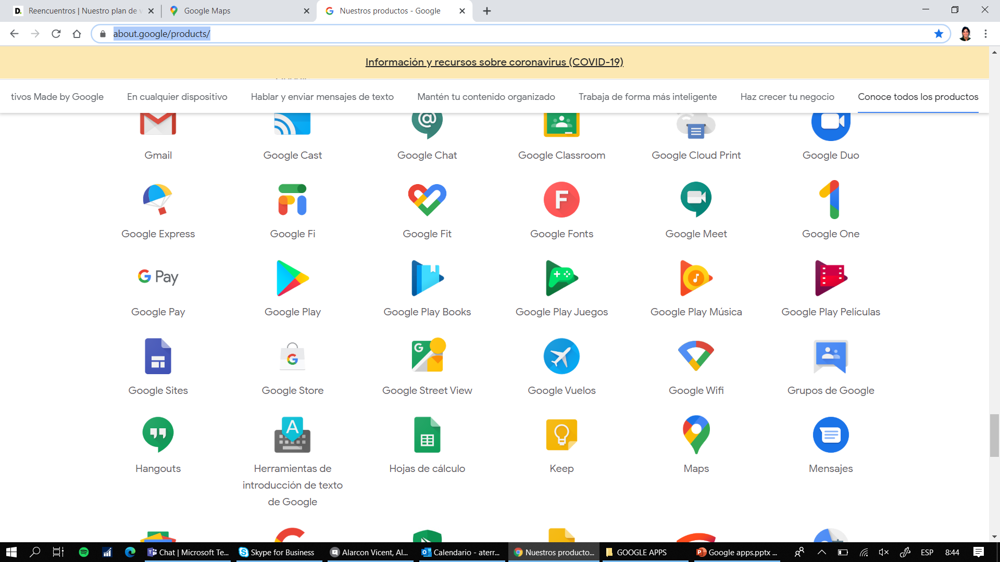 Reencuentros | Nuestro plan de v
Google Maps
Nuestros productos - Google
about.google/products/
Información y recursos sobre coronavirus (COVID-19)
tivos Made by Google
En cualquier dispositivo
Hablar y enviar mensajes de texto
Mantén tu contenido organizado
Trabaja de forma más inteligente
Haz crecer tu negocio
Conoce todos los productos
Gmail
Google Cast
Google Chat
Google Classroom
Google Cloud Print
Google Duo
Google Express
Google Fi
Google Fit
Google Fonts
Google Meet
Google One
G Pay
Google Pay
Google Play
Google Play Books
Google Play Juegos
Google Play Música
Google Play Películas
Google Sites
Google Store
Google Street View
Google Vuelos
Google Wifi
Grupos de Google
Hangouts
Herramientas de
introducción de texto
de Google
Hojas de cálculo
Keep
Maps
Mensajes
Chat | Microsoft Te...
Skype for Business
Alarcon Vicent, Al...
Calendario - aterr...
Nuestros producto...
GOOGLE APPS
Google apps.pptx ...
ESP
8:44